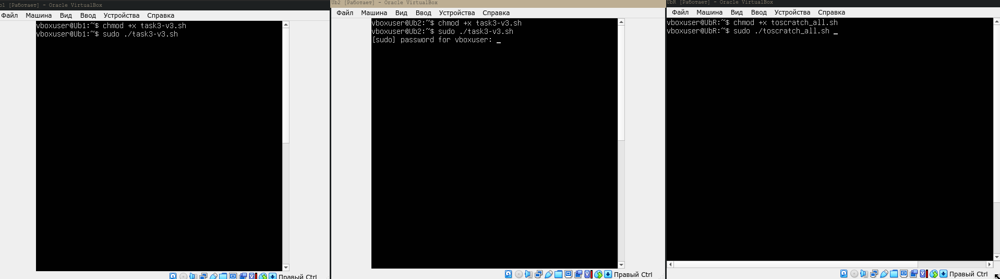 b1 [Работает] - Oracle VirtualBox
Файл Машина Вид Ввод Устройства Справка
vboxuser@Ub1:~$ chmod +x task3-v3.sh
vboxuser@Ub1:~$ sudo ./task3-v3.sh
Правый Ctrl
Ub2 [Работает] - Oracle VirtualBox
Файл Машина Вид Ввод Устройства Справка
vboxuser@Ub2:~$ chmod +x task3-v3.sh
vboxuser@Ub2:~$ sudo ./task3-v3.sh
[sudo] password for vboxuser: _
Правый Ctrl
UbR [Работает] - Oracle VirtualBox
Файл Машина Вид Ввод Устройства Справка
vboxuser@UbR:~$ chmod +x toscratch_all.sh
vboxuser@UbR:~$ sudo ./toscratch_all.sh _
Правый Ctrl